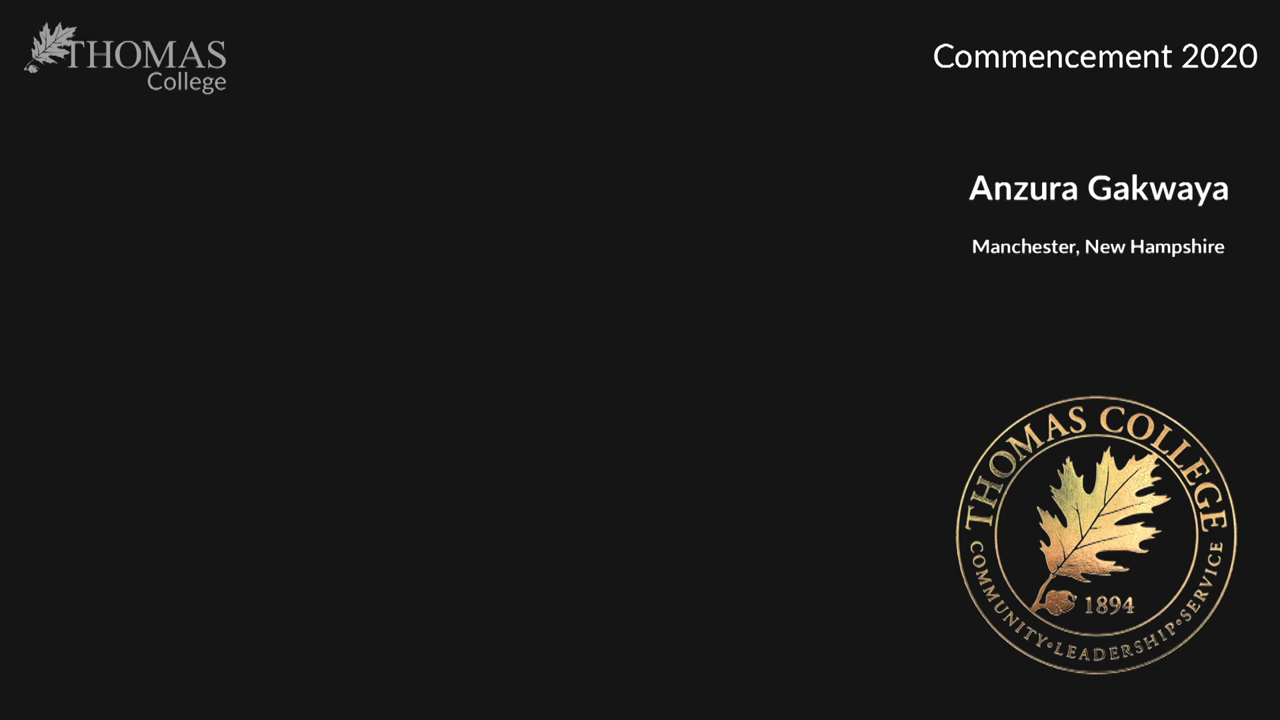 THOMAS
College
Commencement 2020
Anzura Gakwaya
Manchester, New Hampshire
THOMAS COLLEGE
1894
COMMUNITY•LEADERSHIP•SERVICE